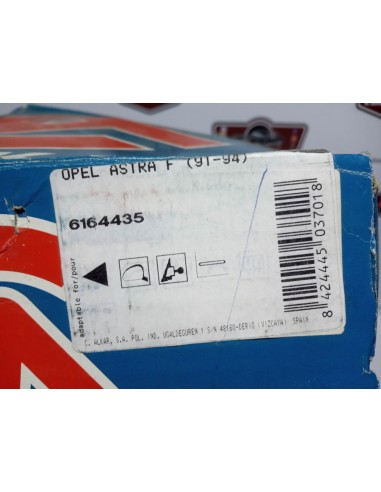 OPEL ASTRA F (91-94)
6164435
adaptable for/pour
8 424445 037018
C. ALKAR, S.A. POL. IND. UGALDEGUREN 1 S/N 48160-DERIO (VIZCAYA) SPAIN